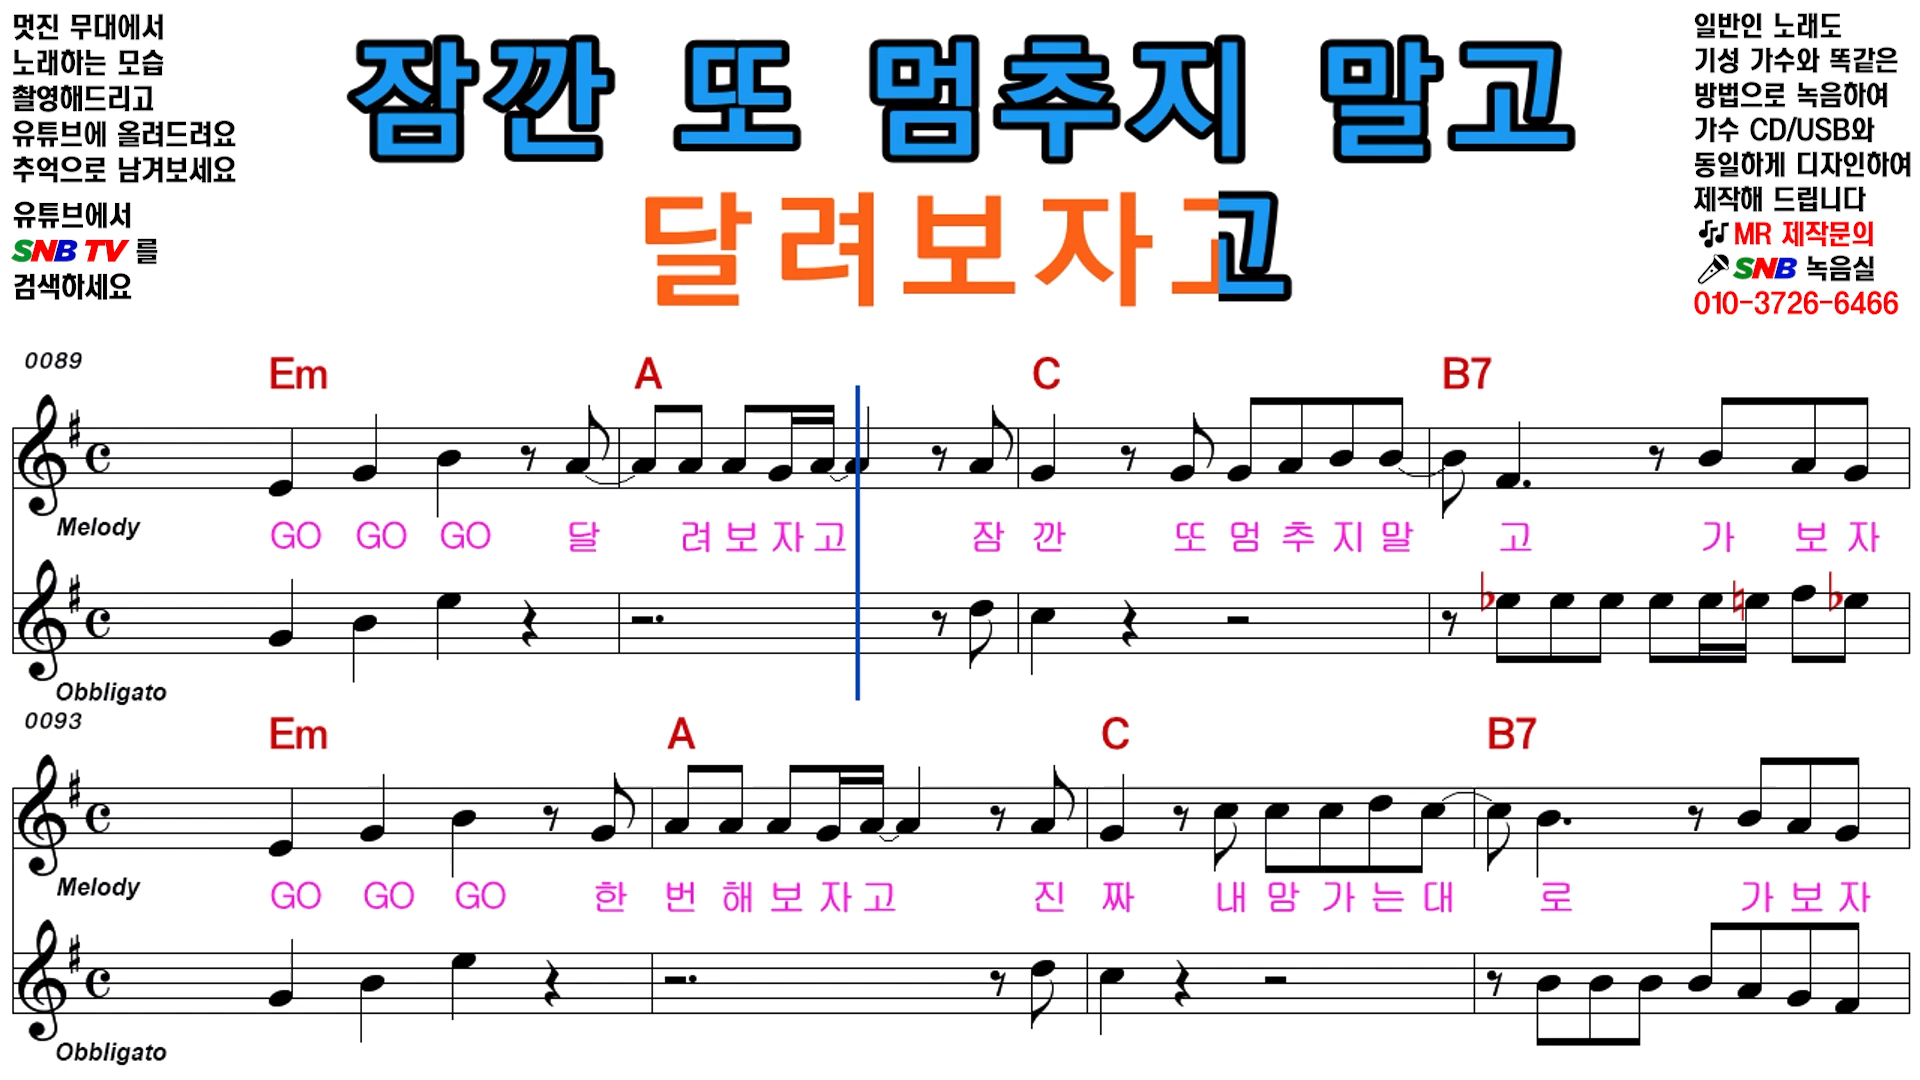 멋진 무대에서
노래하는 모습
촬영해드리고
유튜브에 올려드려요
추억으로 남겨보세요
유튜브에서
SNB TV 를
검색하세요
잠깐 또 멈추지 말고
달려보자고
일반인 노래도
기성 가수와 똑같은
방법으로 녹음하여
가수 CD/USB와
동일하게 디자인하여
제작해 드립니다
MR 제작문의
SNB 녹음실
010-3726-6466
0089
Em A C B7
Melody
GO GO GO 달 려 보 자 고 잠 깐 또 멈 추 지 말 고 가 보 자
Obbligato
0093
Em A C B7
Melody
GO GO GO 한 번 해 보 자 고 진 짜 내 맘 가 는 대 로 가 보 자
Obbligato